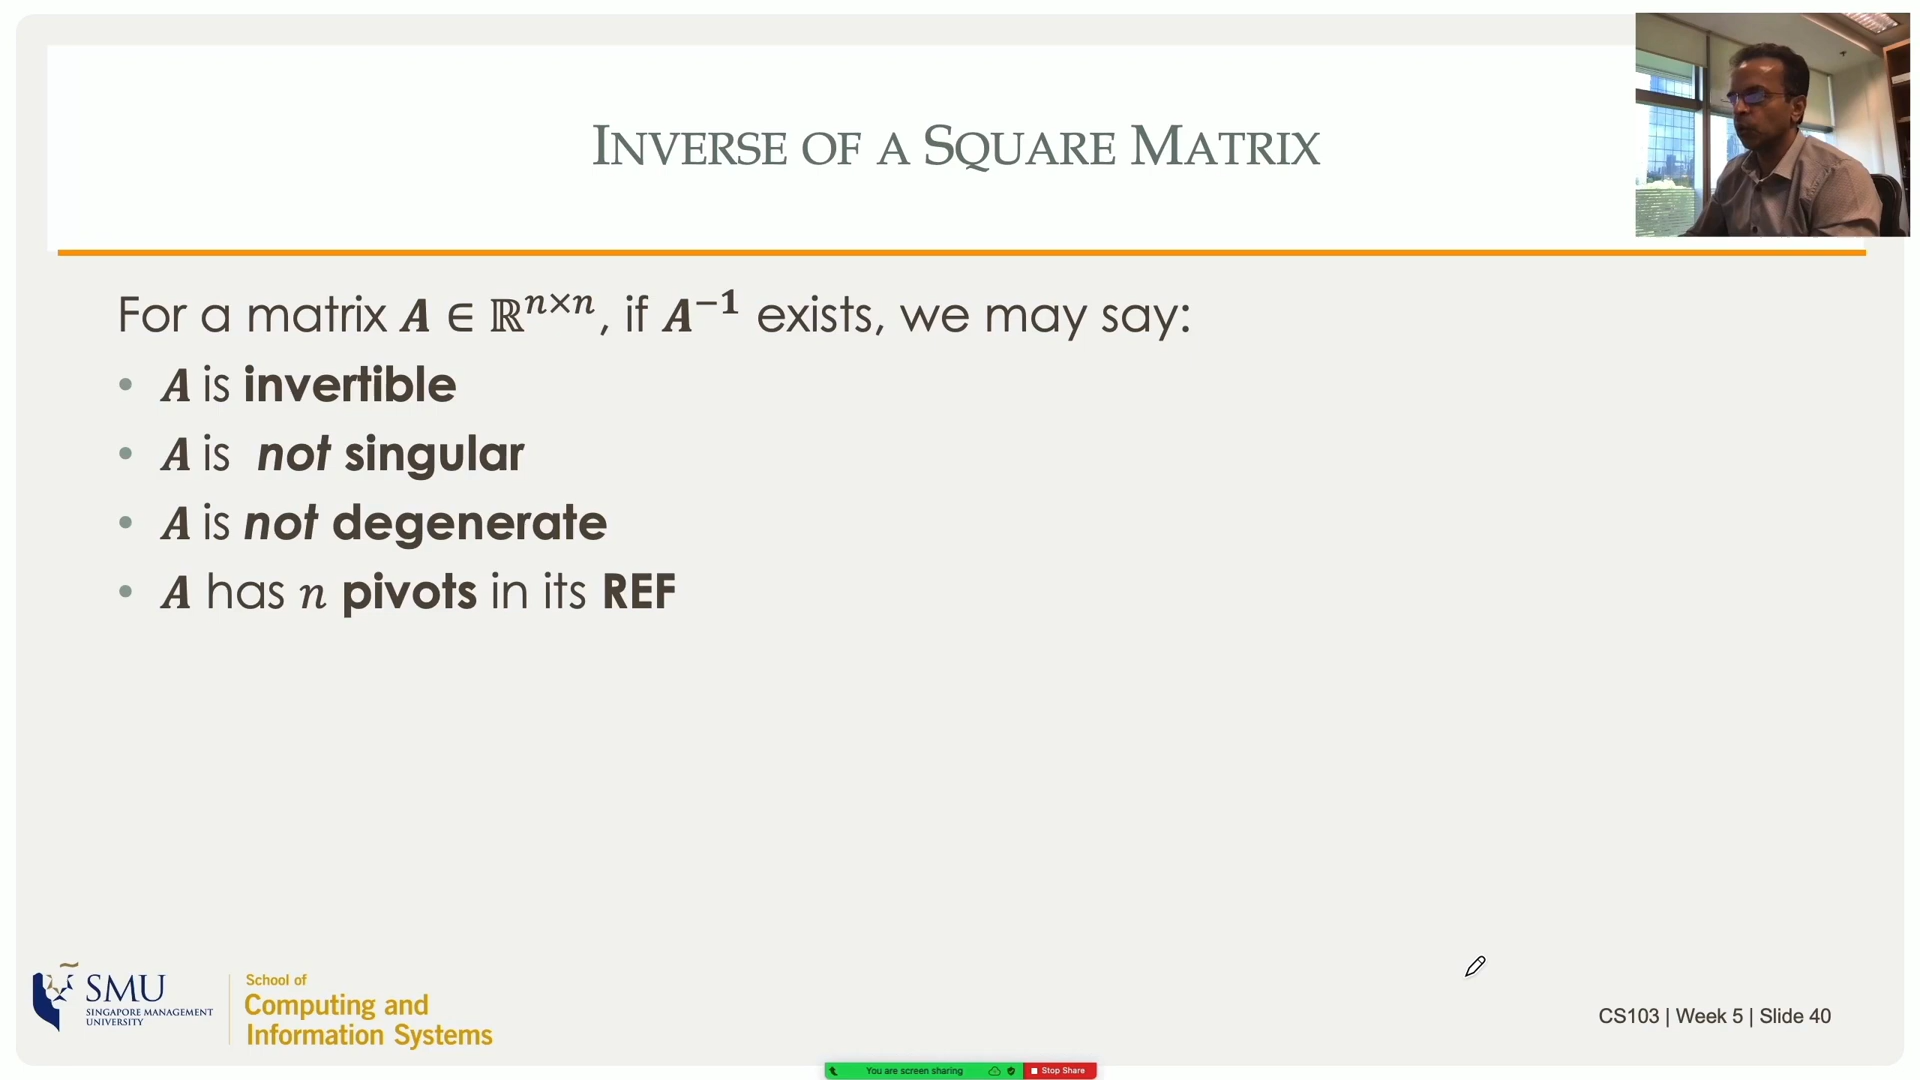 INVERSE OF A SQUARE MATRIX
For a matrix A ∈ ℝⁿˣⁿ, if A⁻¹ exists, we may say:
• A is invertible
• A is not singular
• A is not degenerate
• A has n pivots in its REF
SMU
SINGAPORE MANAGEMENT
UNIVERSITY
School of
Computing and
Information Systems
CS103 | Week 5 | Slide 40
You are screen sharing
Stop Share